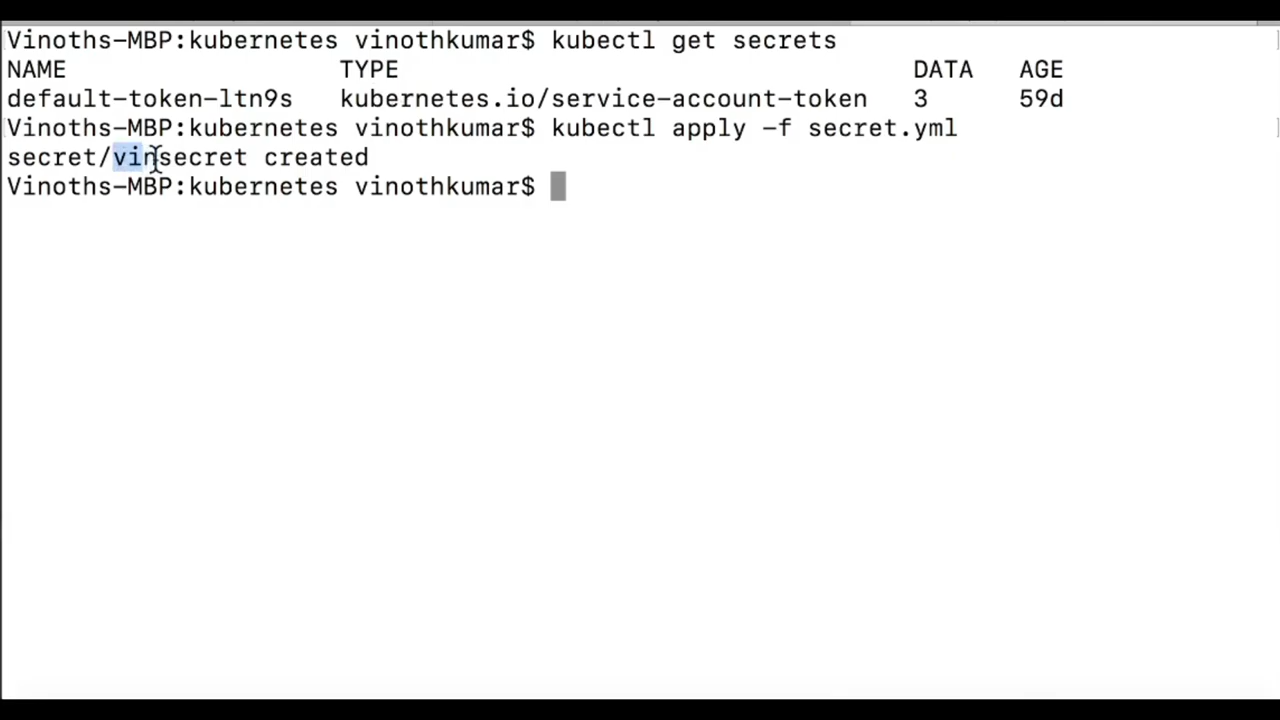 Vinoths-MBP:kubernetes vinothkumar$ kubectl get secrets
NAME TYPE DATA AGE
default-token-ltn9s kubernetes.io/service-account-token 3 59d
Vinoths-MBP:kubernetes vinothkumar$ kubectl apply -f secret.yml
secret/vinsecret created
Vinoths-MBP:kubernetes vinothkumar$